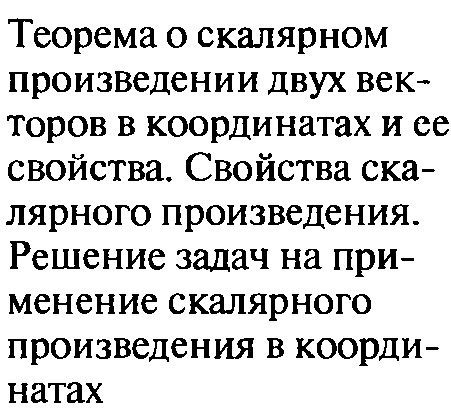 Теорема о скалярном
произведении двух век-
торов в координатах и ее
свойства. Свойства ска-
лярного произведения.
Решение задач на при-
менение скалярного
произведения в коорди-
натах